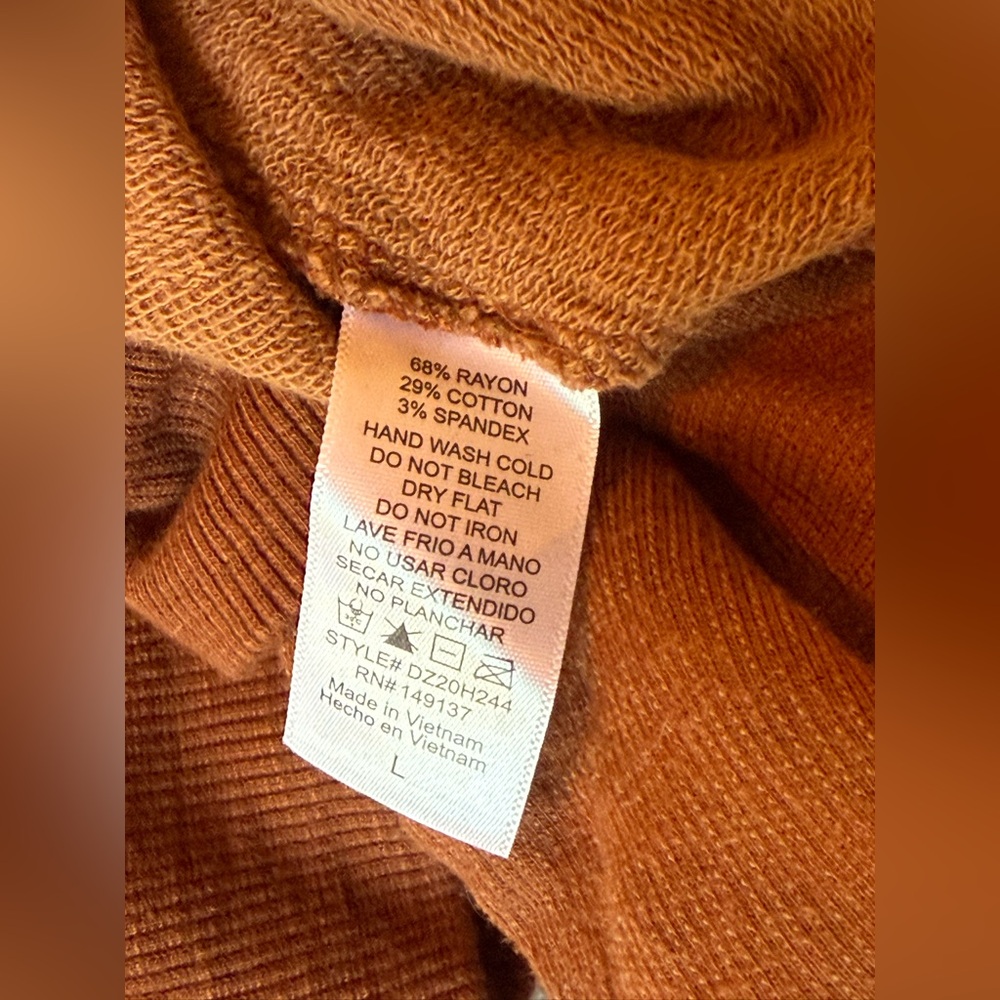 68% RAYON
29% COTTON
3% SPANDEX
HAND WASH COLD
DO NOT BLEACH
DRY FLAT
DO NOT IRON
LAVE FRIO A MANO
NO USAR CLORO
SECAR EXTENDIDO
NO PLANCHAR
STYLE# DZ20H244
RN# 149137
Made in Vietnam
Hecho en Vietnam
L